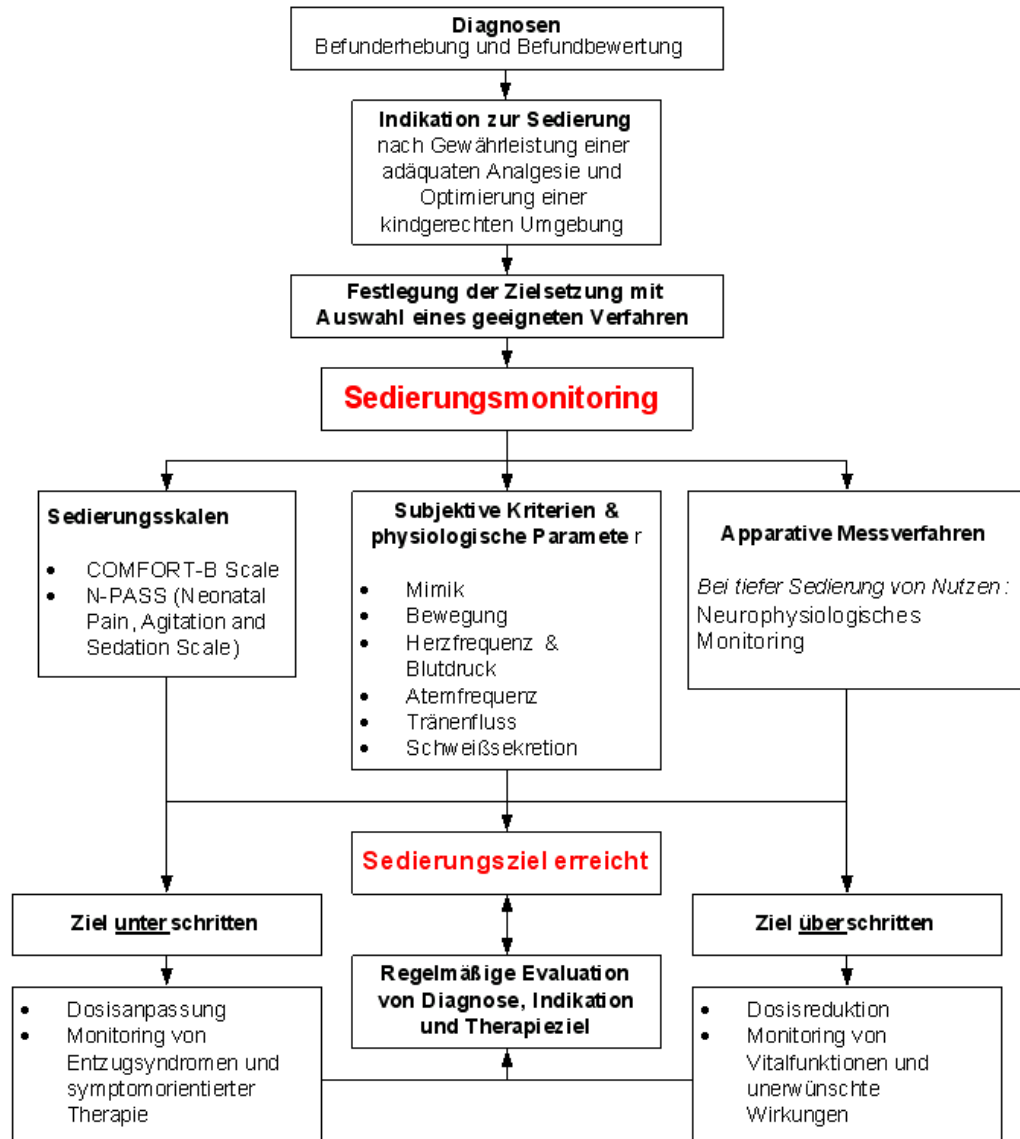 Diagnosen
Befunderhebung und Befundbewertung
Indikation zur Sedierung
nach Gewährleistung einer
adäquaten Analgesie und
Optimierung einer
kindgerechten Umgebung
Festlegung der Zielsetzung mit
Auswahl eines geeigneten Verfahren
Sedierungsmonitoring
Sedierungsskalen
• COMFORT-B Scale
• N-PASS (Neonatal
Pain, Agitation and
Sedation Scale)
Subjektive Kriterien &
physiologische Parameter
• Mimik
• Bewegung
• Herzfrequenz &
Blutdruck
• Atemfrequenz
• Tränenfluss
• Schweißsekretion
Apparative Messverfahren
Bei tiefer Sedierung von Nutzen:
Neurophysiologisches
Monitoring
Sedierungsziel erreicht
Ziel unterschritten
Ziel überschritten
Regelmäßige Evaluation
von Diagnose, Indikation
und Therapieziel
• Dosisanpassung
• Monitoring von
Entzugsyndromen und
symptomorientierter
Therapie
• Dosisreduktion
• Monitoring von
Vitalfunktionen und
unerwünschte
Wirkungen